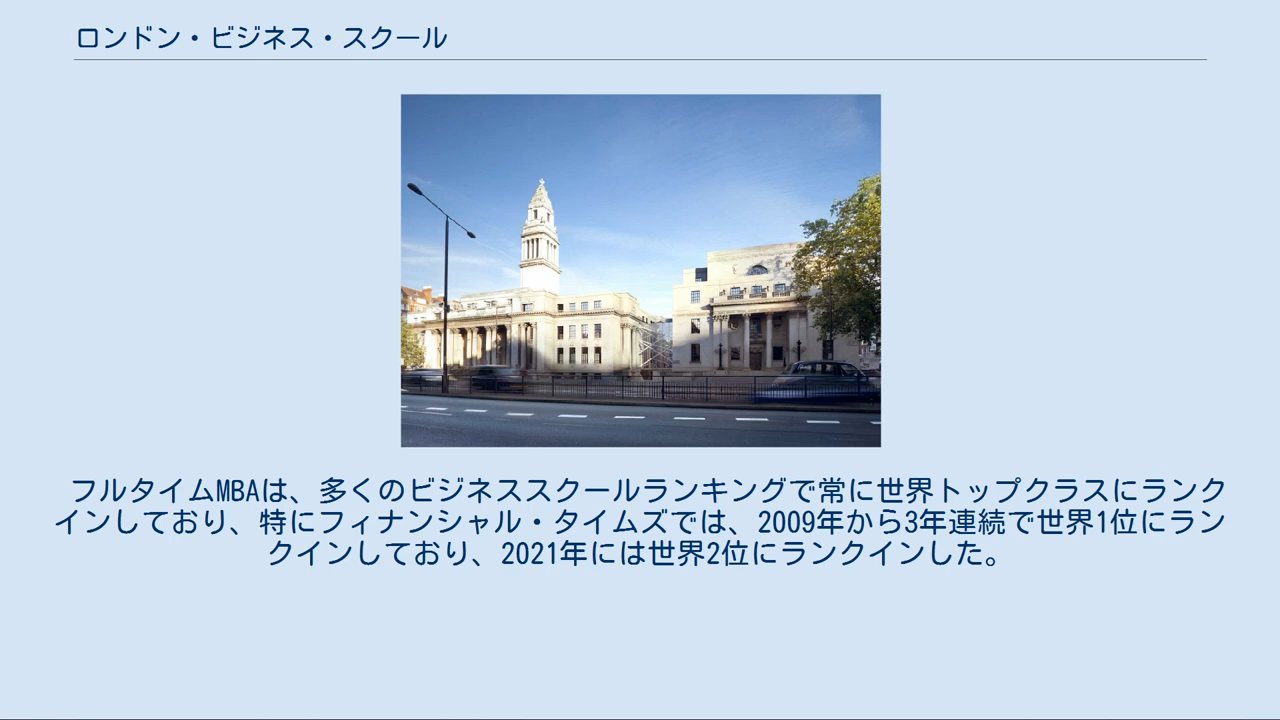 ロンドン・ビジネス・スクール
フルタイムMBAは、多くのビジネススクールランキングで常に世界トップクラスにランク
インしており、特にフィナンシャル・タイムズでは、2009年から3年連続で世界1位にラン
クインしており、2021年には世界2位にランクインした。